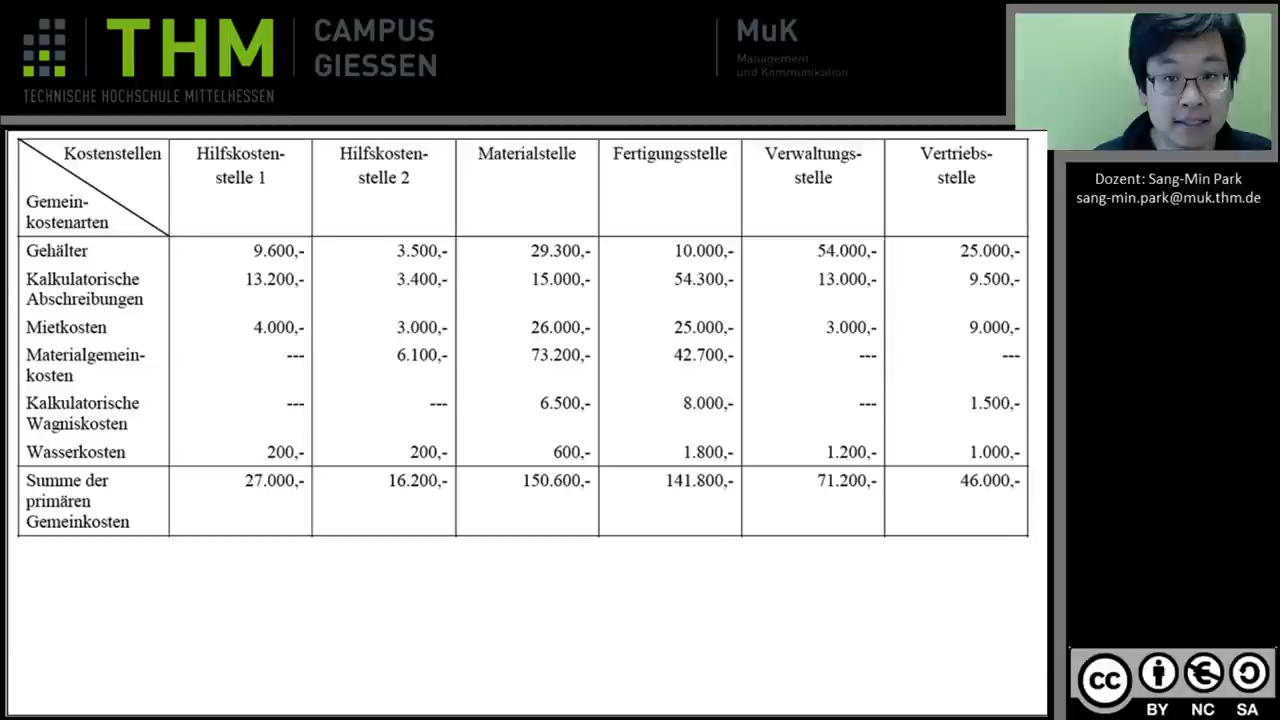 THM
CAMPUS
GIESSEN
TECHNISCHE HOCHSCHULE MITTELHESSEN
MuK
Management
und Kommunikation
Dozent: Sang-Min Park
sang-min.park@muk.thm.de
Kostenstellen Hilfskosten- Hilfskosten- Materialstelle Fertigungsstelle Verwaltungs- Vertriebs-
stelle 1 stelle 2 stelle stelle
Gemein-
kostenarten
Gehälter 9.600,- 3.500,- 29.300,- 10.000,- 54.000,- 25.000,-
Kalkulatorische 13.200,- 3.400,- 15.000,- 54.300,- 13.000,- 9.500,-
Abschreibungen
Mietkosten 4.000,- 3.000,- 26.000,- 25.000,- 3.000,- 9.000,-
Materialgemein- --- 6.100,- 73.200,- 42.700,- --- ---
kosten
Kalkulatorische --- --- 6.500,- 8.000,- --- 1.500,-
Wagniskosten
Wasserkosten 200,- 200,- 600,- 1.800,- 1.200,- 1.000,-
Summe der 27.000,- 16.200,- 150.600,- 141.800,- 71.200,- 46.000,-
primären
Gemeinkosten
cc
BY NC SA